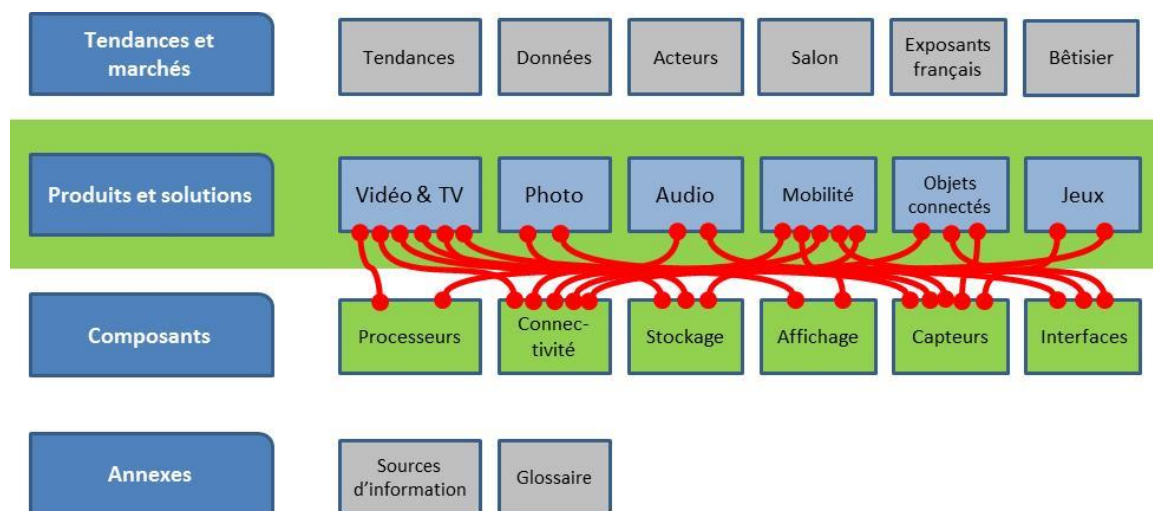 Tendances et
marchés
Tendances
Données
Acteurs
Salon
Exposants
français
Bêtisier
Produits et solutions
Vidéo & TV
Photo
Audio
Mobilité
Objets
connectés
Jeux
Composants
Processeurs
Connec-
tivité
Stockage
Affichage
Capteurs
Interfaces
Annexes
Sources
d’information
Glossaire